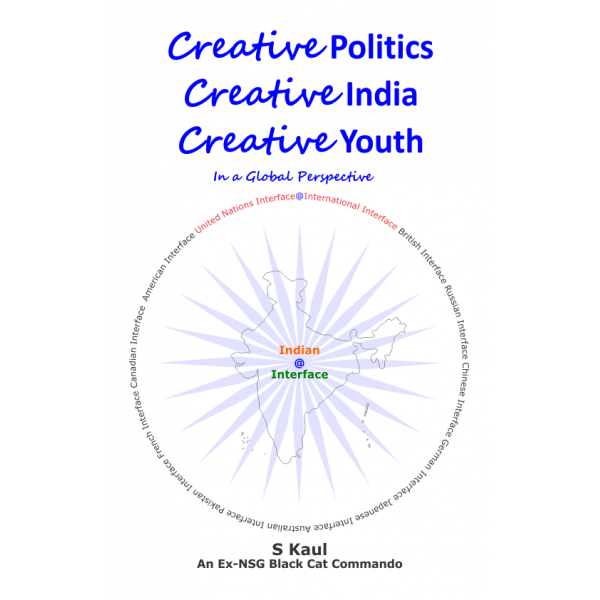 Creative Politics
Creative India
Creative Youth
In a Global Perspective
United Nations Interface@International Interface British Interface Russian Interface Chinese Interface German Interface Japanese Interface Australian Interface Pakistan Interface French Interface Canadian Interface American Interface
Indian
@
Interface
S Kaul
An Ex-NSG Black Cat Commando